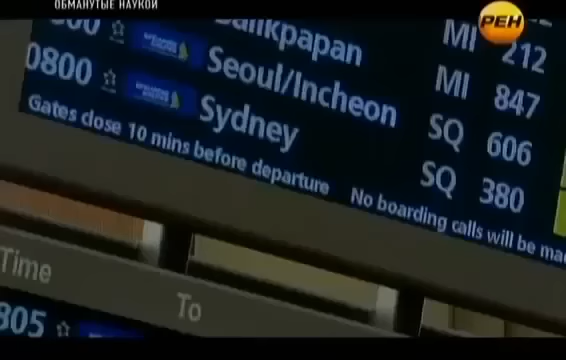 ОБМАНУТЫЕ НАУКОЙ
РЕН
MI 212
Balikpapan MI 847
800 Seoul/Incheon SQ 606
0800 Sydney SQ 380
Gates close 10 mins before departure No boarding calls will be
Time To
805